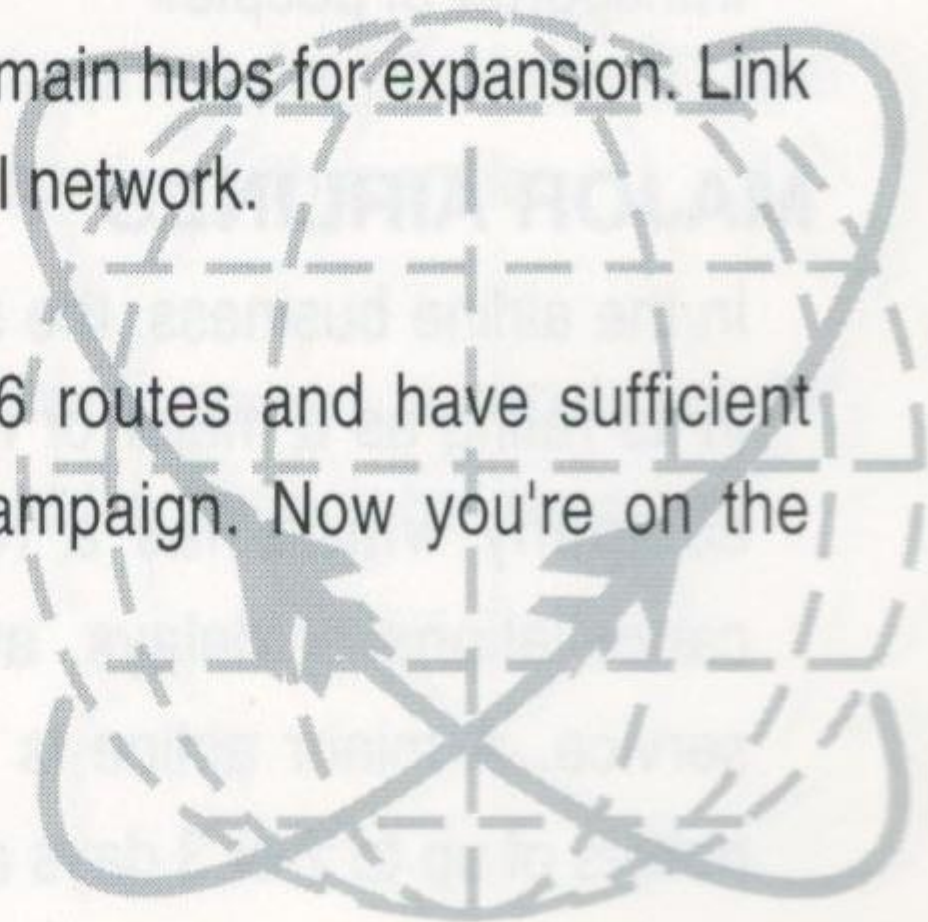 main hubs for expansion. Link
l network.
6 routes and have sufficient
ampaign. Now you're on the